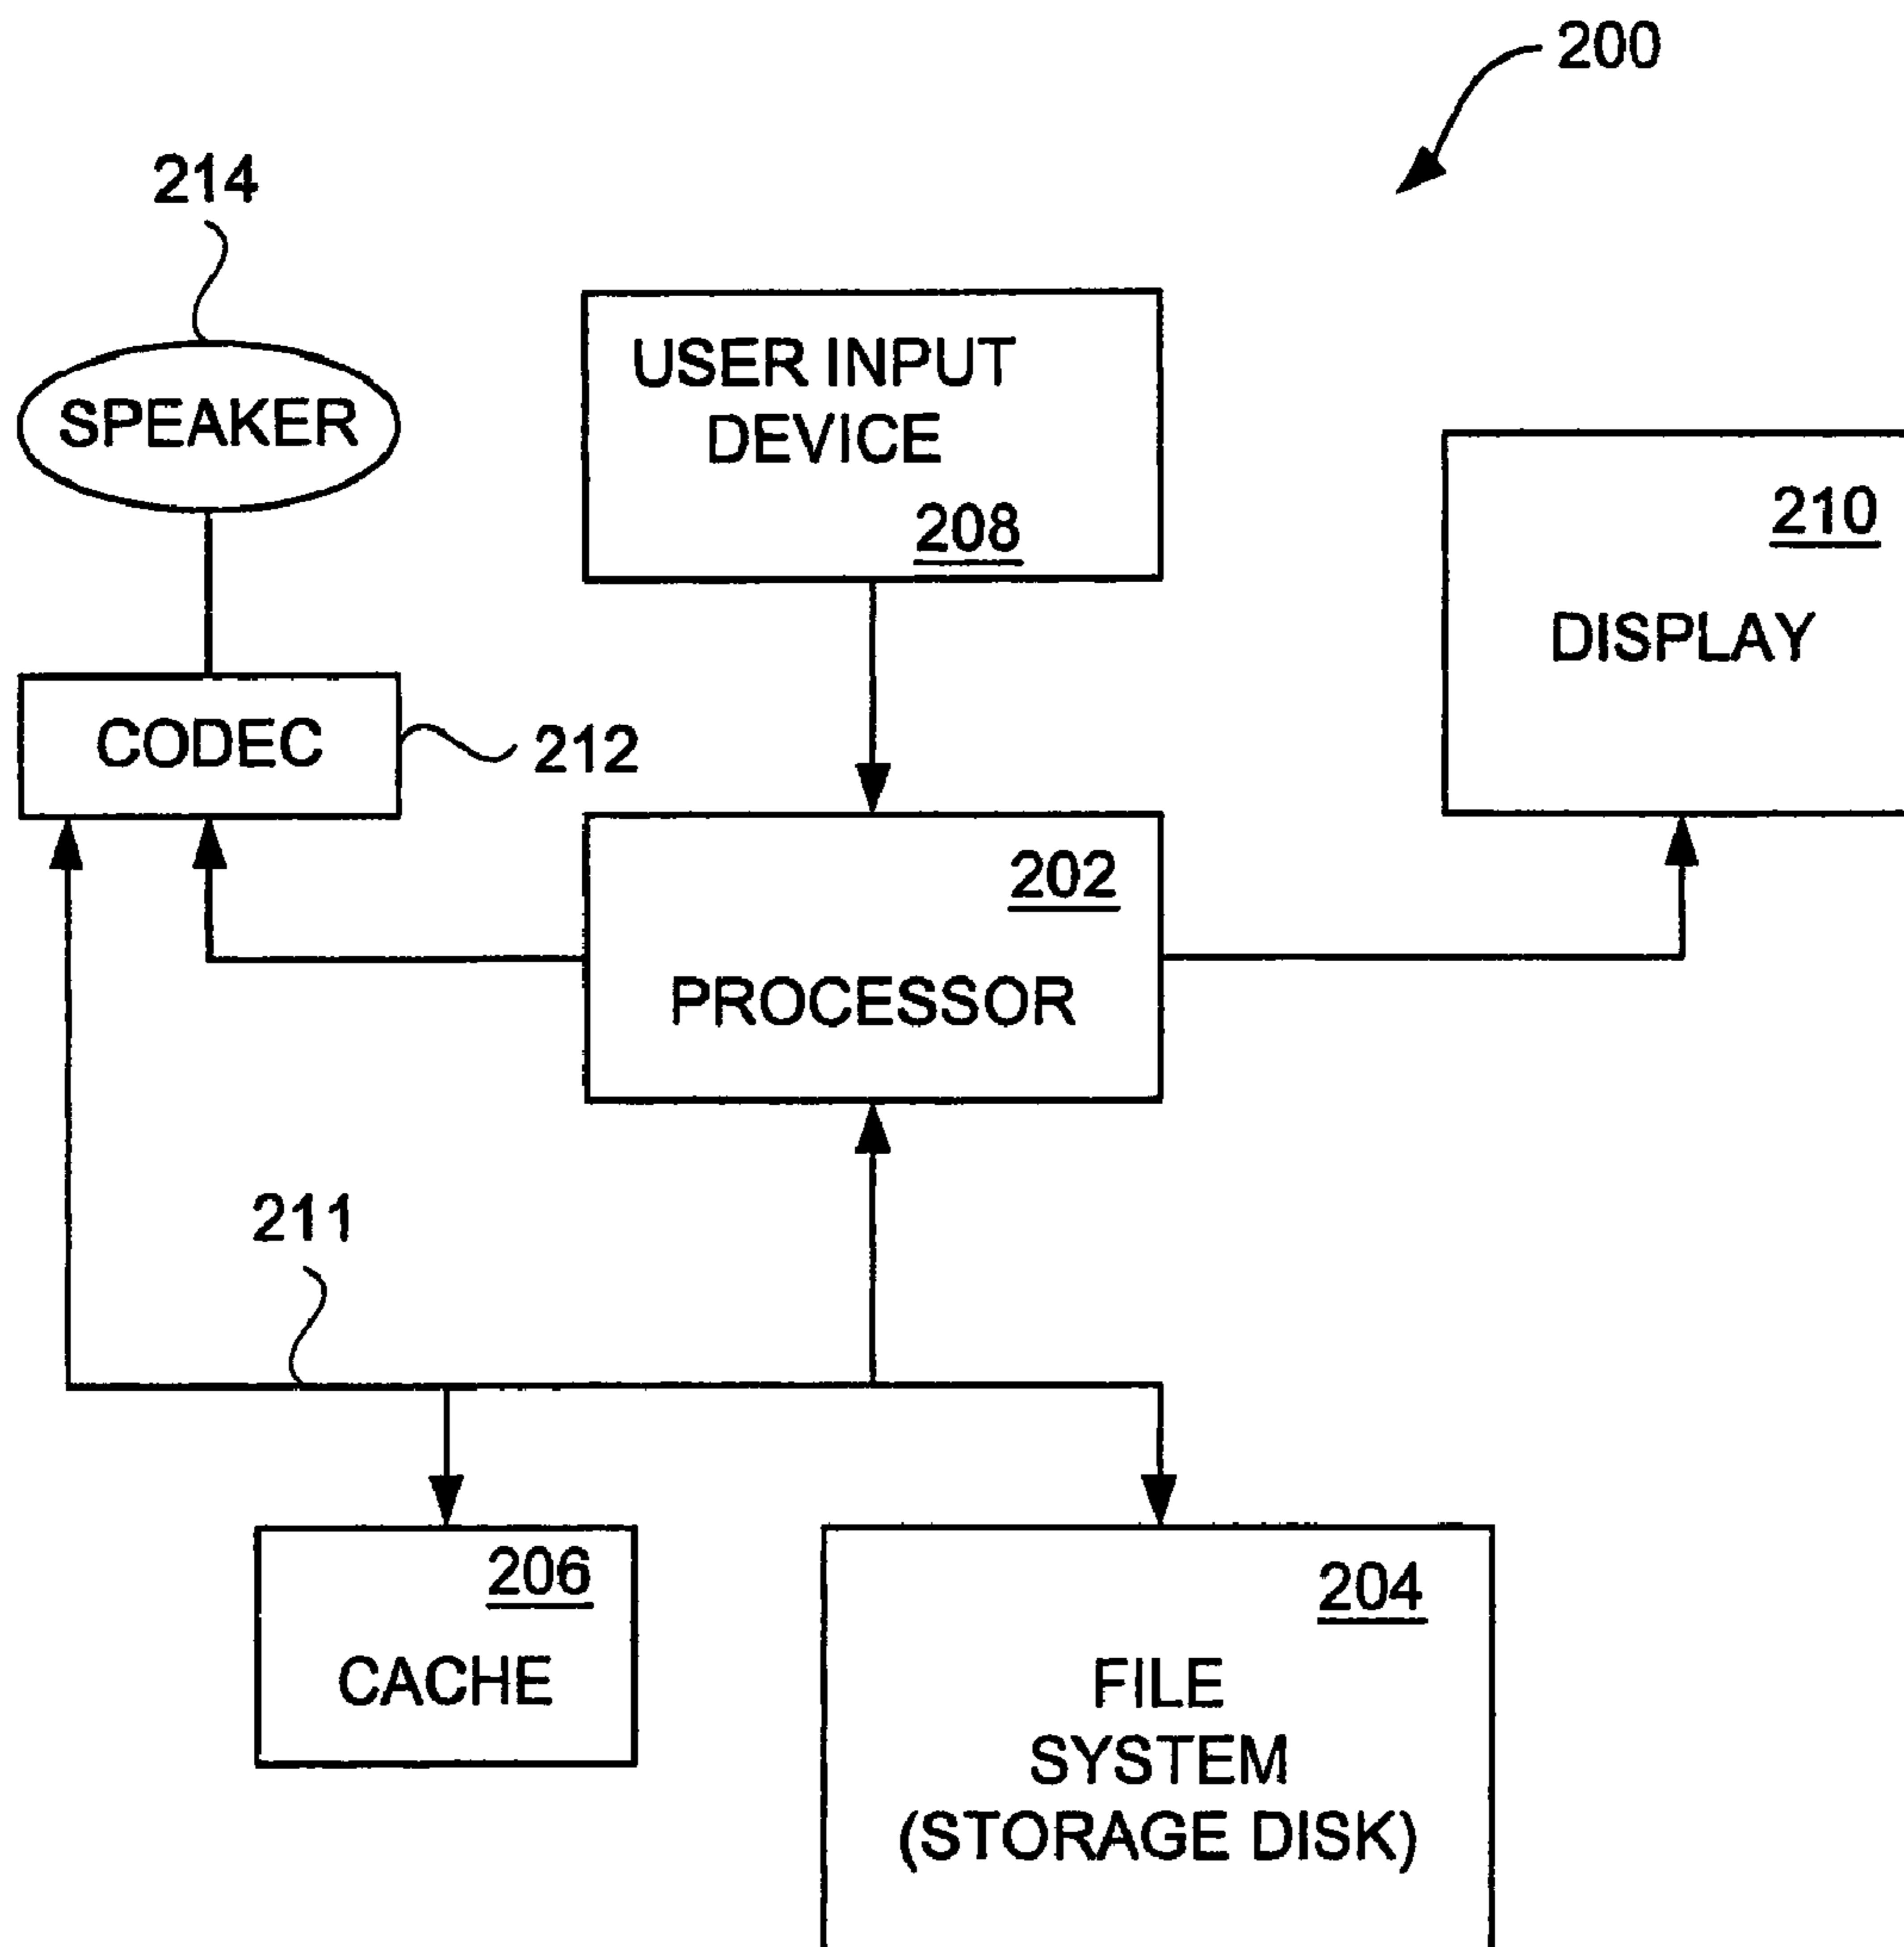 200
214
SPEAKER
USER INPUT
DEVICE
208
210
DISPLAY
CODEC
212
202
PROCESSOR
211
206
CACHE
204
FILE
SYSTEM
(STORAGE DISK)